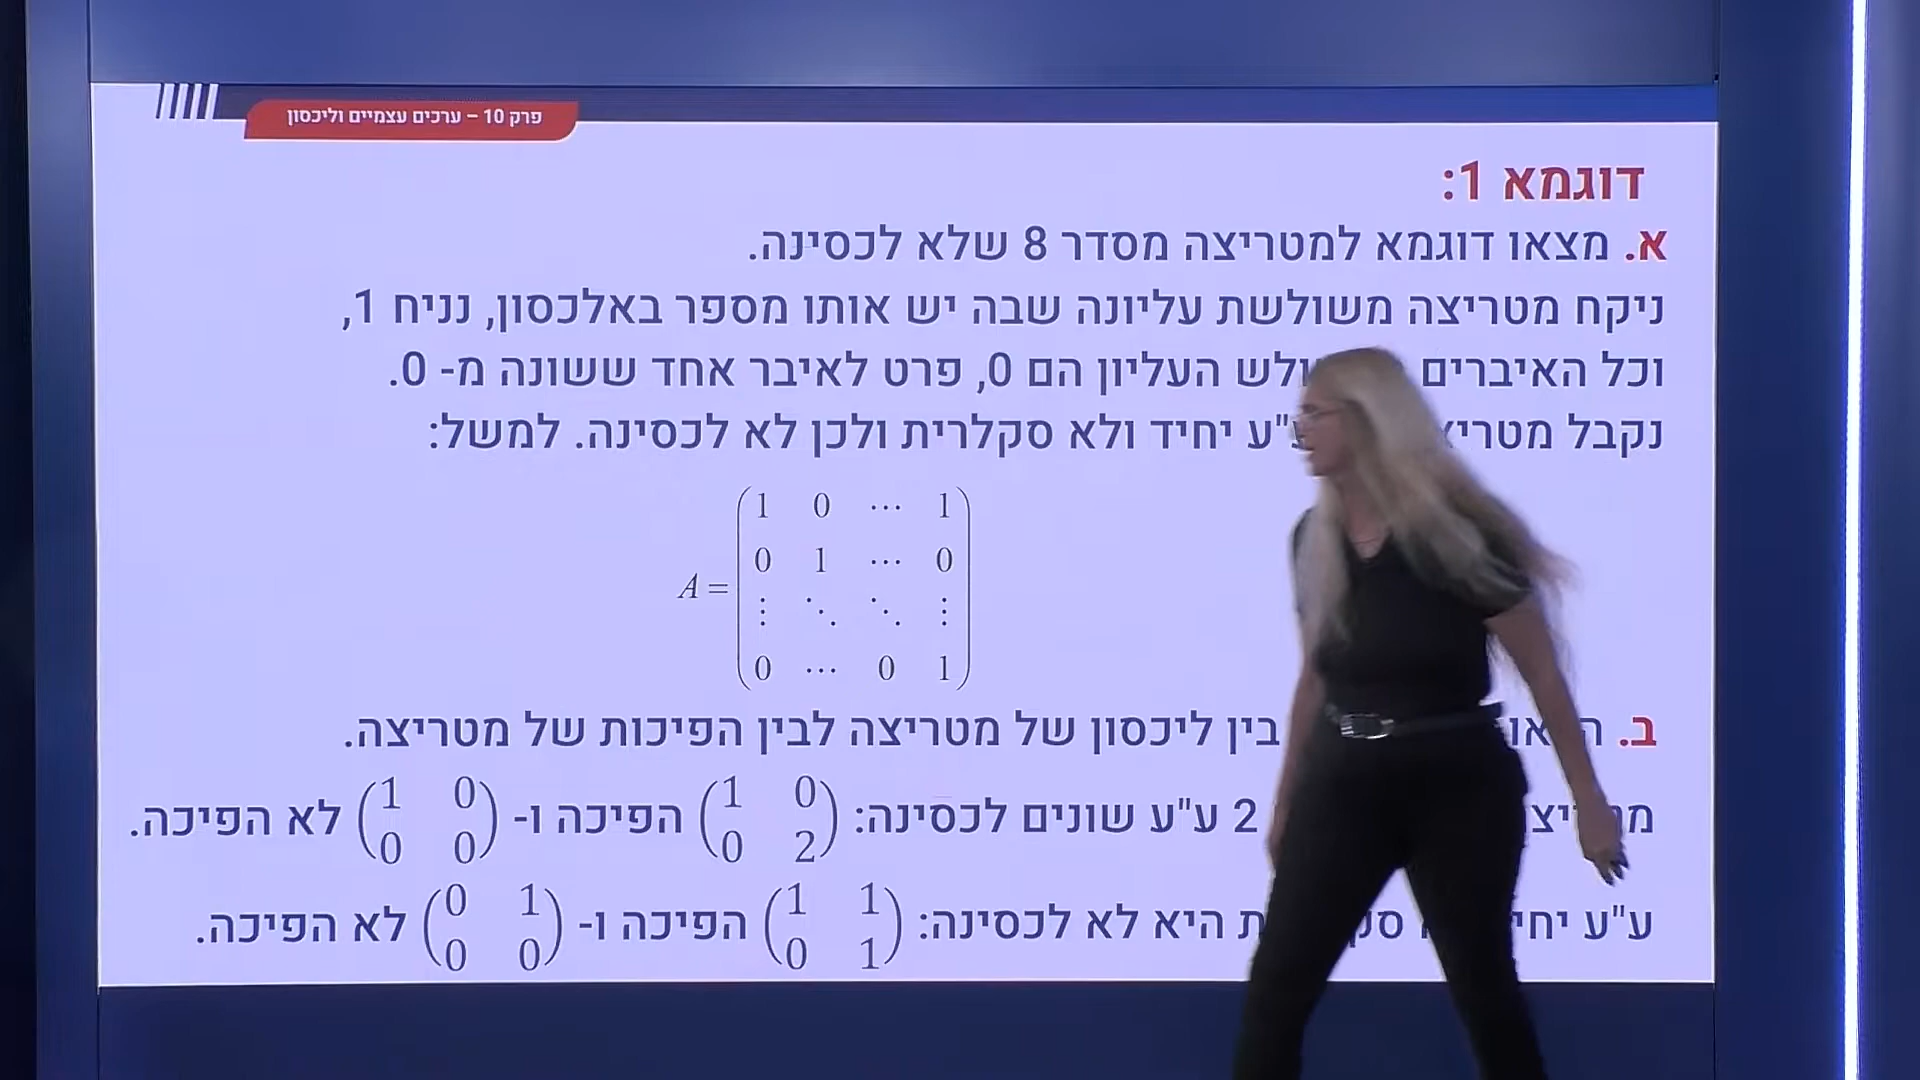 פרק 10 – ערכים עצמיים וליכסון
דוגמא 1:
א. מצאו דוגמא למטריצה מסדר 8 שלא לכסינה.
ניקח מטריצה משולשת עליונה שבה יש אותו מספר באלכסון, נניח 1,
וכל האיברים העליון הם 0, פרט לאיבר אחד ששונה מ- 0.
נקבל ע"ע יחיד ולא סקלרית ולכן לא לכסינה. למשל:
A = (1 0 ⋯ 1
0 1 ⋯ 0
⋮ ⋱ ⋱ ⋮
0 ⋯ 0 1)
ב. בין ליכסון של מטריצה לבין הפיכות של מטריצה.
2 ע"ע שונים לכסינה: (1 0 / 0 2) הפיכה ו- (1 0 / 0 0) לא הפיכה.
ע"ע היא לא לכסינה: (1 1 / 0 1) הפיכה ו- (0 1 / 0 0) לא הפיכה.